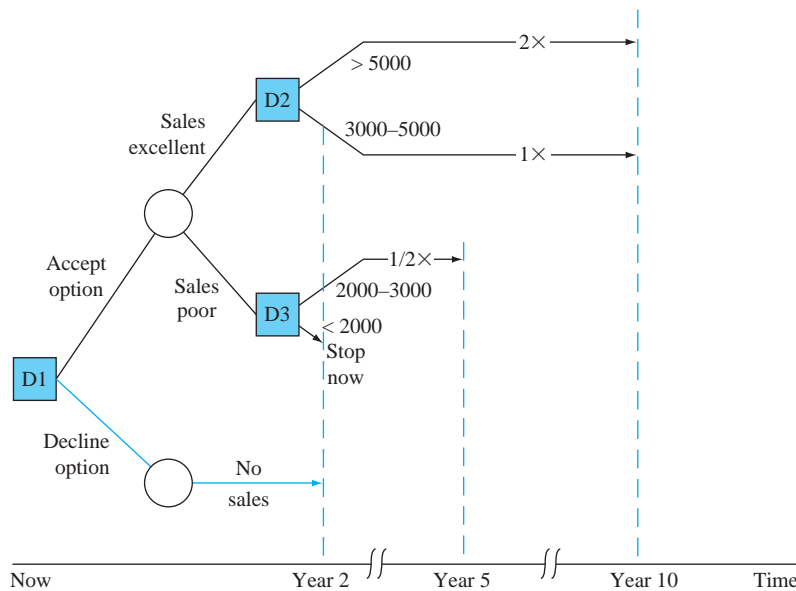 2×
> 5000
D2
Sales
excellent
3000–5000
1×
Accept
option
Sales
poor
1/2×
2000–3000
D3
< 2000
Stop
now
D1
Decline
option
No
sales
Now
Year 2
Year 5
Year 10
Time